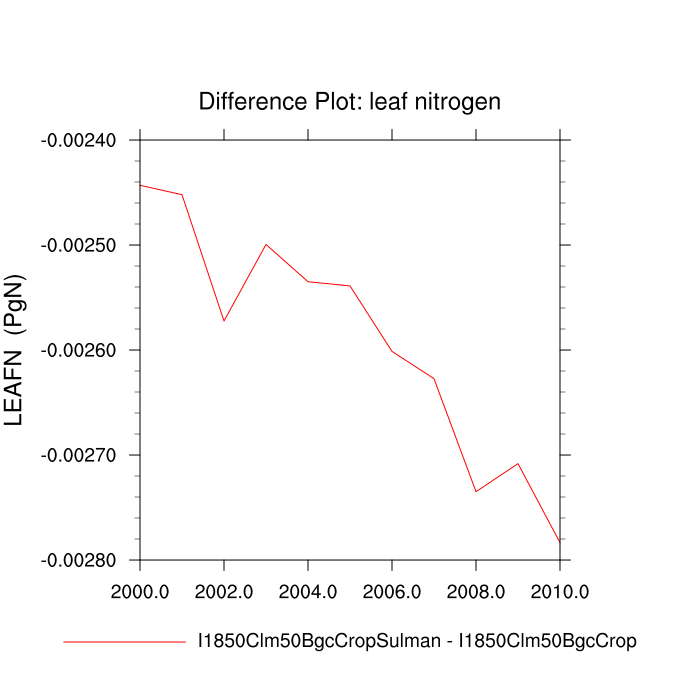 Difference Plot: leaf nitrogen
LEAFN (PgN)
-0.00240
-0.00250
-0.00260
-0.00270
-0.00280
2000.0 2002.0 2004.0 2006.0 2008.0 2010.0
I1850Clm50BgcCropSulman - I1850Clm50BgcCrop